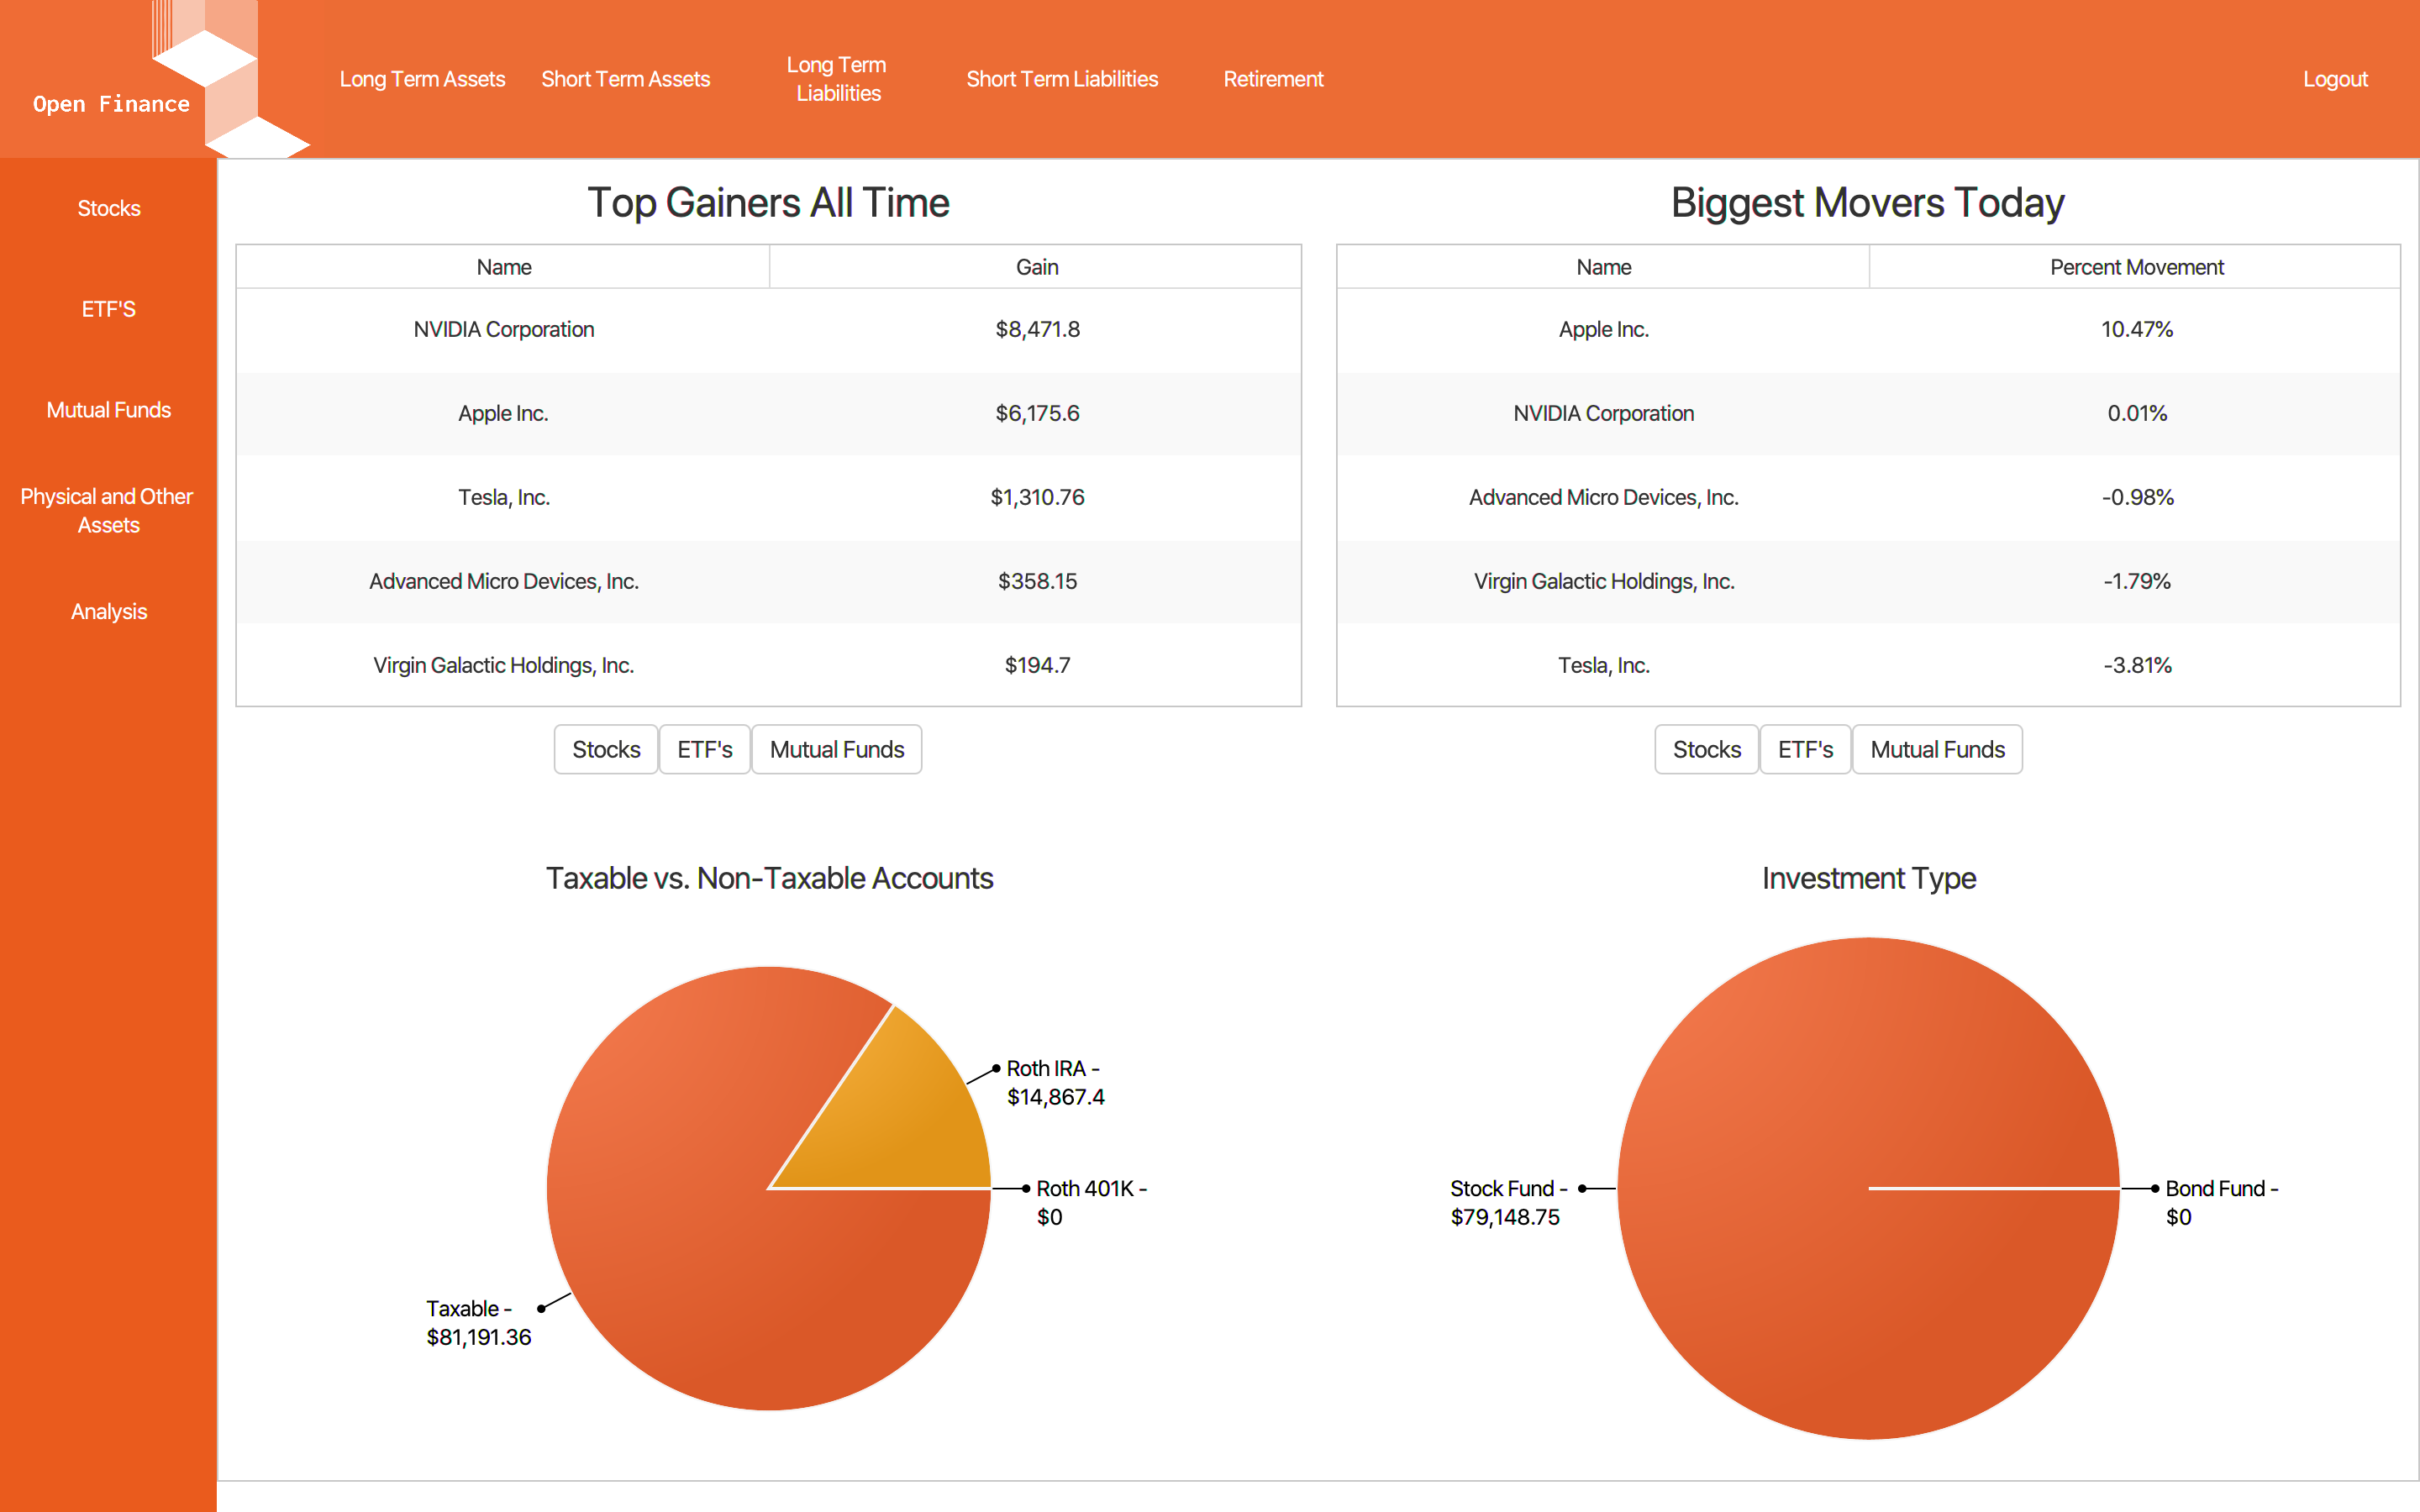 Open Finance
Long Term Assets
Short Term Assets
Long Term
Liabilities
Short Term Liabilities
Retirement
Logout
Stocks
ETF'S
Mutual Funds
Physical and Other
Assets
Analysis
Top Gainers All Time
Name Gain
NVIDIA Corporation $8,471.8
Apple Inc. $6,175.6
Tesla, Inc. $1,310.76
Advanced Micro Devices, Inc. $358.15
Virgin Galactic Holdings, Inc. $194.7
Stocks ETF's Mutual Funds
Biggest Movers Today
Name Percent Movement
Apple Inc. 10.47%
NVIDIA Corporation 0.01%
Advanced Micro Devices, Inc. -0.98%
Virgin Galactic Holdings, Inc. -1.79%
Tesla, Inc. -3.81%
Stocks ETF's Mutual Funds
Taxable vs. Non-Taxable Accounts
Roth IRA -
$14,867.4
Roth 401K -
$0
Taxable -
$81,191.36
Investment Type
Stock Fund -
$79,148.75
Bond Fund -
$0